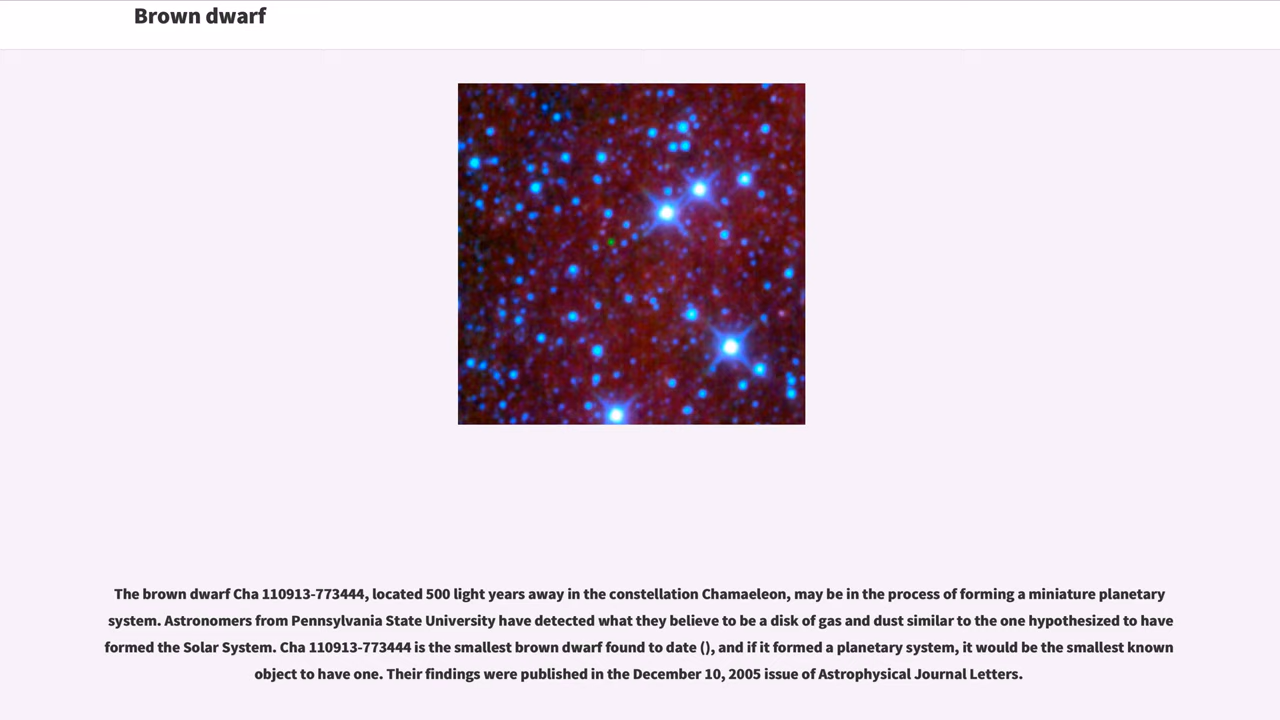 Brown dwarf
The brown dwarf Cha 110913-773444, located 500 light years away in the constellation Chamaeleon, may be in the process of forming a miniature planetary
system. Astronomers from Pennsylvania State University have detected what they believe to be a disk of gas and dust similar to the one hypothesized to have
formed the Solar System. Cha 110913-773444 is the smallest brown dwarf found to date (), and if it formed a planetary system, it would be the smallest known
object to have one. Their findings were published in the December 10, 2005 issue of Astrophysical Journal Letters.